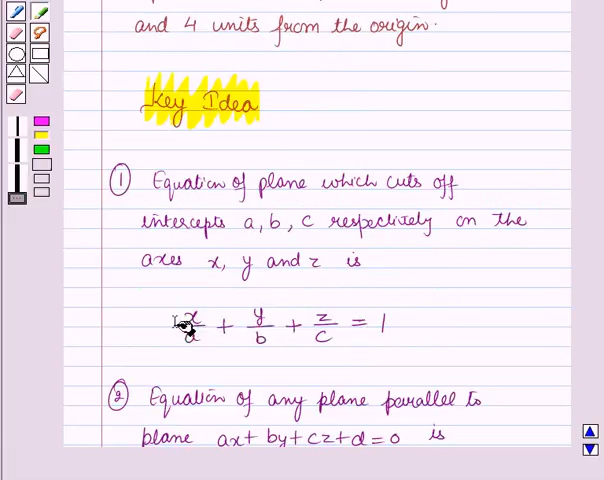 and 4 units from the origin.
Key Idea
① Equation of plane which cuts off
intercepts a, b, c respectively on the
axes x, y and z is
x/a + y/b + z/c = 1
② Equation of any plane parallel to
plane ax+ by+ cz+d=0 is